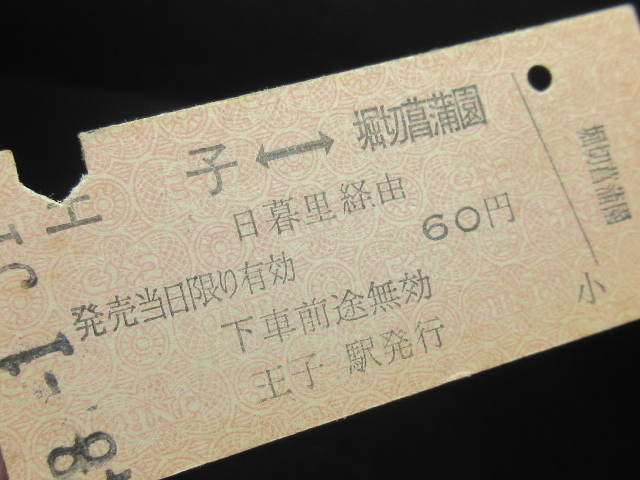 子 ↔ 堀切菖蒲園
日暮里経由 60円
発売当日限り有効
下車前途無効
王子 駅発行
堀切菖蒲園
小
48.-1